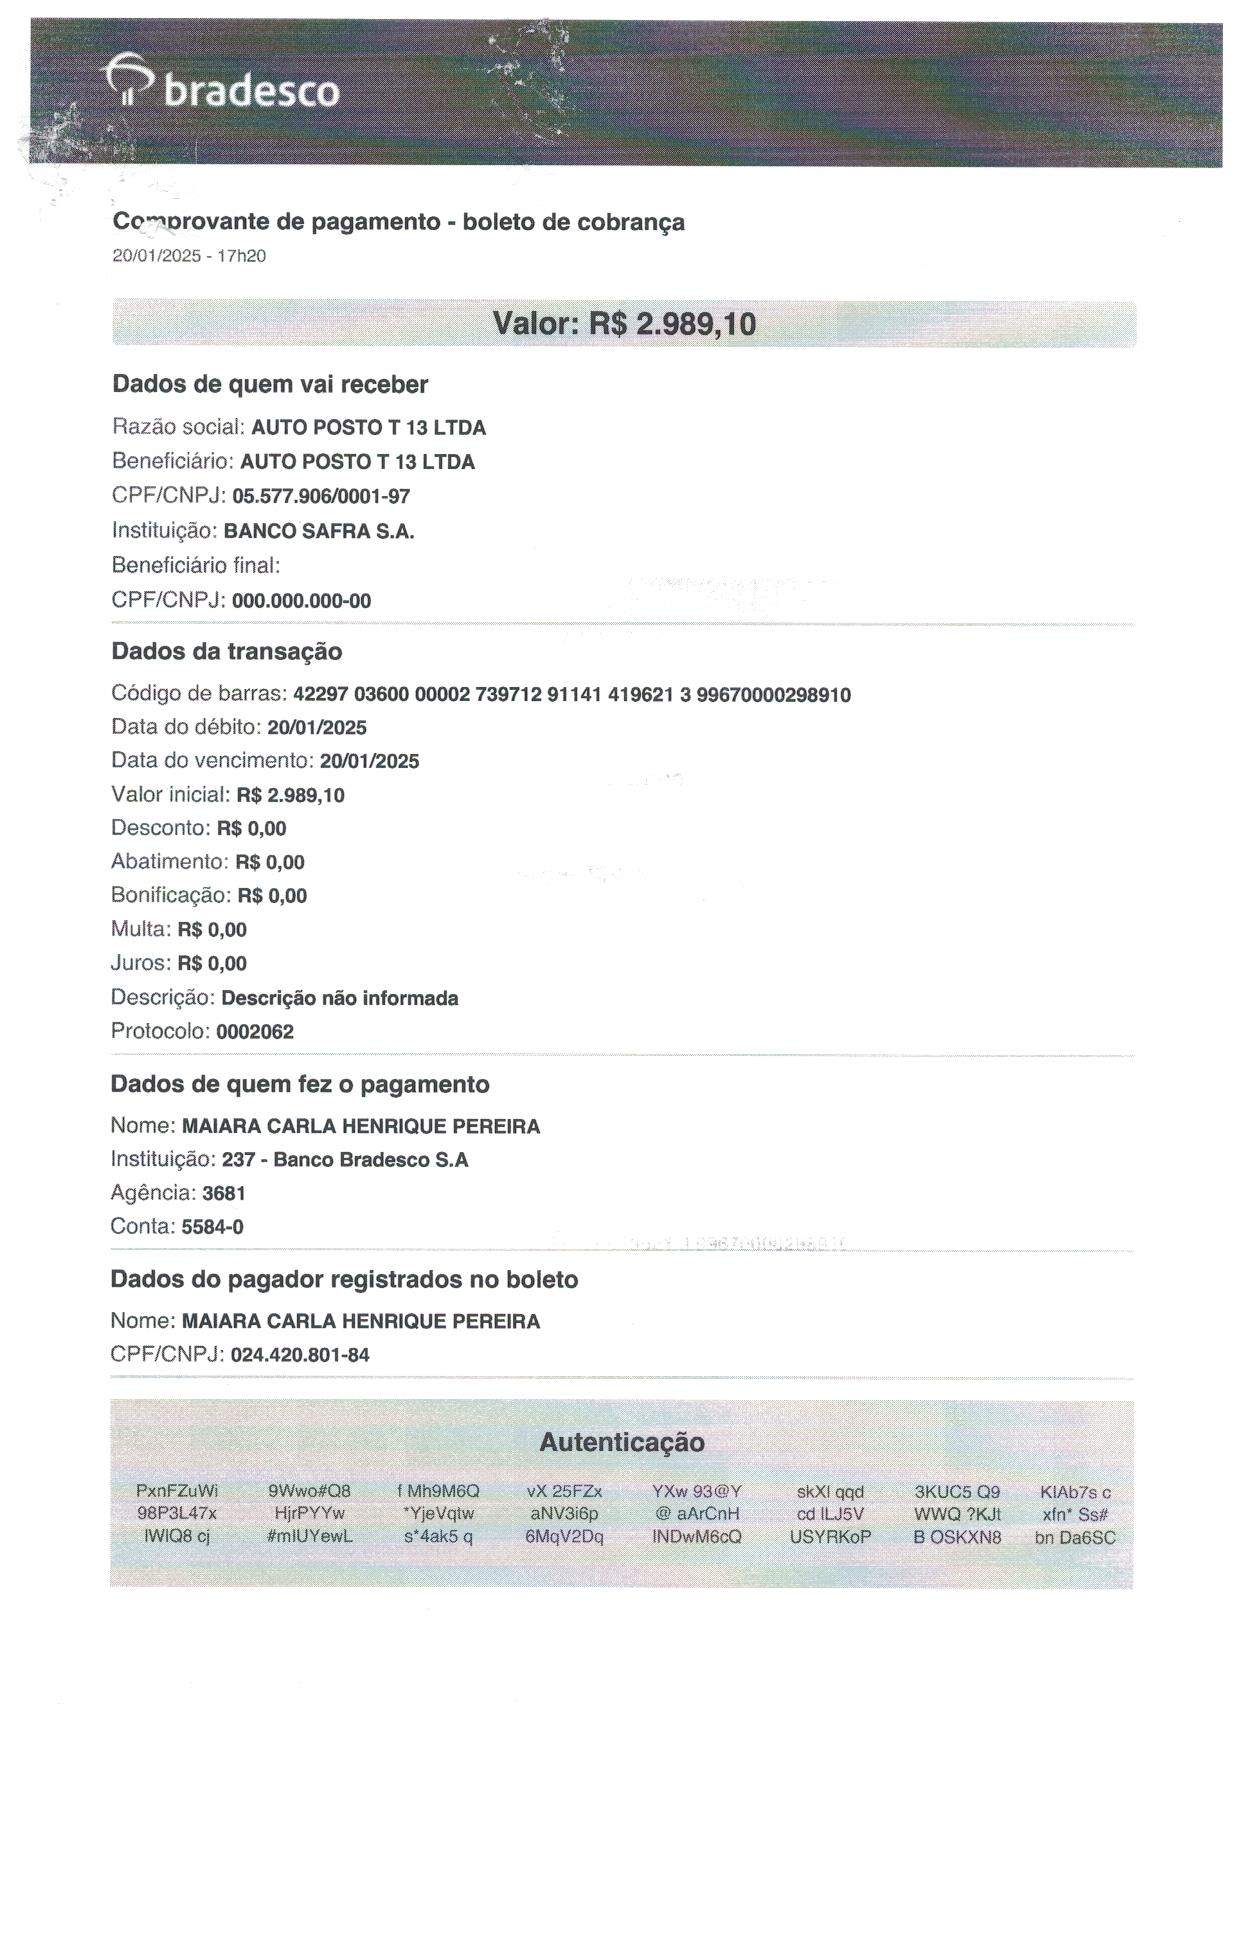 bradesco
Comprovante de pagamento - boleto de cobrança
20/01/2025 - 17h20
Valor: R$ 2.989,10
Dados de quem vai receber
Razão social: AUTO POSTO T 13 LTDA
Beneficiário: AUTO POSTO T 13 LTDA
CPF/CNPJ: 05.577.906/0001-97
Instituição: BANCO SAFRA S.A.
Beneficiário final:
CPF/CNPJ: 000.000.000-00
Dados da transação
Código de barras: 42297 03600 00002 739712 91141 419621 3 99670000298910
Data do débito: 20/01/2025
Data do vencimento: 20/01/2025
Valor inicial: R$ 2.989,10
Desconto: R$ 0,00
Abatimento: R$ 0,00
Bonificação: R$ 0,00
Multa: R$ 0,00
Juros: R$ 0,00
Descrição: Descrição não informada
Protocolo: 0002062
Dados de quem fez o pagamento
Nome: MAIARA CARLA HENRIQUE PEREIRA
Instituição: 237 - Banco Bradesco S.A
Agência: 3681
Conta: 5584-0
Dados do pagador registrados no boleto
Nome: MAIARA CARLA HENRIQUE PEREIRA
CPF/CNPJ: 024.420.801-84
Autenticação
PxnFZuWi 9Wwo#Q8 f Mh9M6Q vX 25FZx YXw 93@Y skXI qqd 3KUC5 Q9 KIAb7s c
98P3L47x HjrPYYw *YjeVqtw aNV3i6p @ aArCnH cd ILJ5V WWQ ?KJt xfn* Ss#
IWIQ8 cj #mIUYewL s*4ak5 q 6MqV2Dq INDwM6cQ USYRKoP B OSKXN8 bn Da6SC